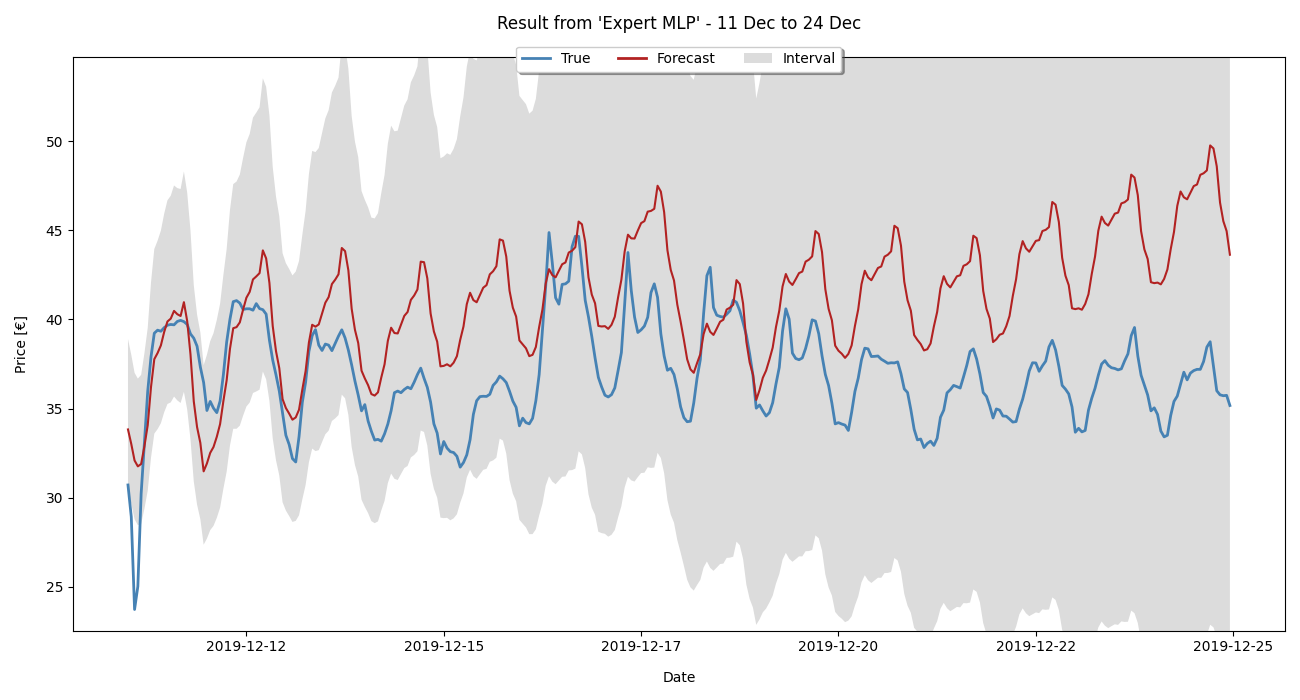 Result from 'Expert MLP' - 11 Dec to 24 Dec
True Forecast Interval
Price [€]
50
45
40
35
30
25
2019-12-12 2019-12-15 2019-12-17 2019-12-20 2019-12-22 2019-12-25
Date